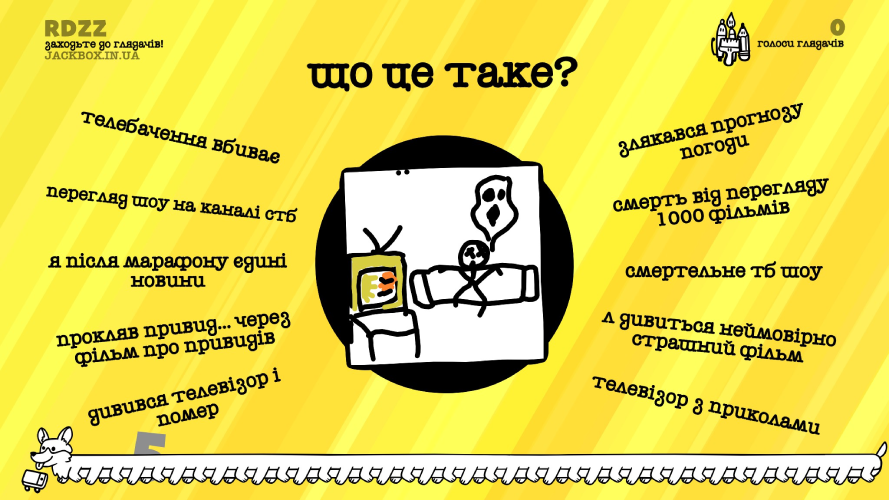 RDZZ
заходьте до глядачів!
JACKBOX.IN.UA
0
голоси глядачів
що це таке?
телебачення вбиває
перегляд шоу на каналі стб
я після марафону єдині
новини
прокляв привид... через
фільм про привидів
дивився телевізор і
помер
злякався прогнозу
погоди
смерть від перегляду
1000 фільмів
смертельне тб шоу
л дивиться неймовірно
страшний фільм
телевізор з приколами